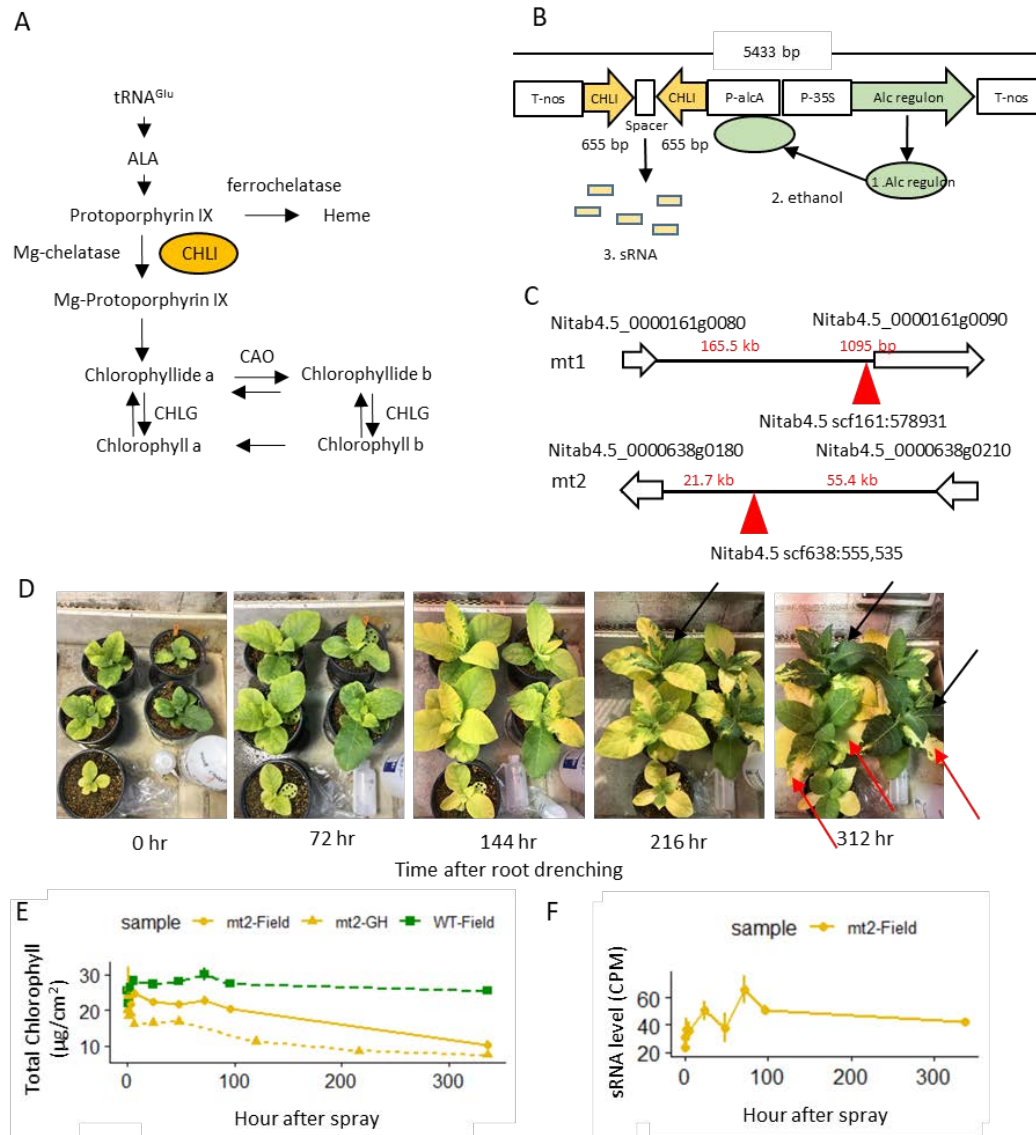 A
tRNA^Glu
ALA
ferrochelatase
Protoporphyrin IX
Heme
Mg-chelatase
CHLI
Mg-Protoporphyrin IX
CAO
Chlorophyllide a
Chlorophyllide b
CHLG
CHLG
Chlorophyll a
Chlorophyll b
B
5433 bp
T-nos
CHLI
CHLI
P-alcA
P-35S
Alc regulon
T-nos
Spacer
655 bp
655 bp
1 .Alc regulon
2. ethanol
3. sRNA
C
Nitab4.5_0000161g0080
Nitab4.5_0000161g0090
165.5 kb
1095 bp
mt1
Nitab4.5 scf161:578931
Nitab4.5_0000638g0180
Nitab4.5_0000638g0210
21.7 kb
55.4 kb
mt2
Nitab4.5 scf638:555,535
D
0 hr
72 hr
144 hr
216 hr
312 hr
Time after root drenching
E
sample mt2-Field mt2-GH WT-Field
Total Chlorophyll
(µg/cm²)
30
20
10
0
100
200
300
Hour after spray
F
sample mt2-Field
sRNA level (CPM)
60
40
20
0
100
200
300
Hour after spray